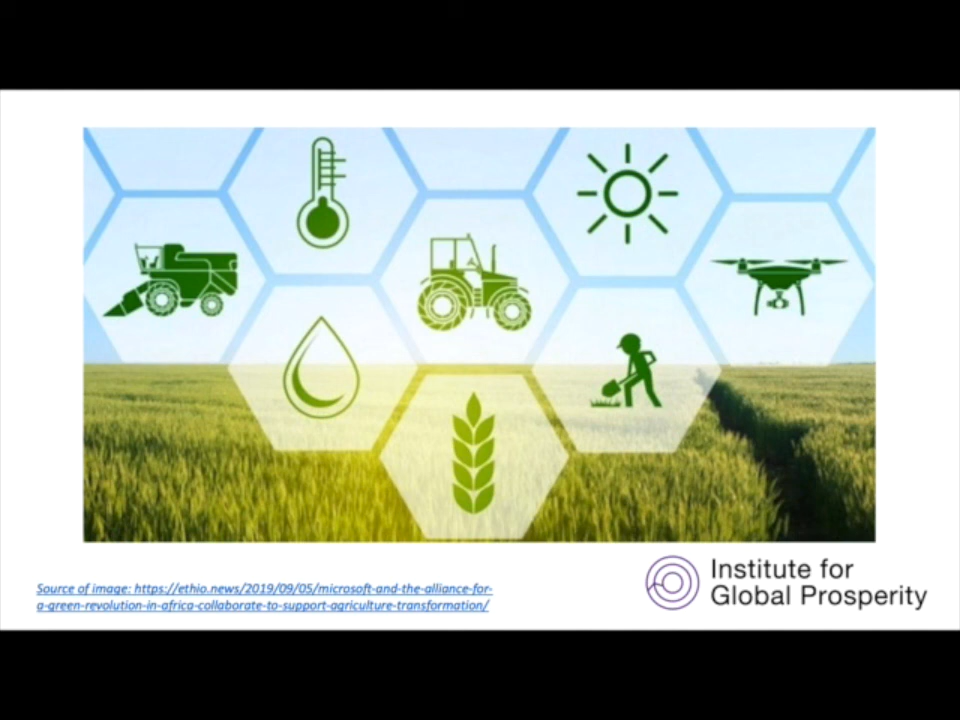 Source of image: https://ethio.news/2019/09/05/microsoft-and-the-alliance-for-
a-green-revolution-in-africa-collaborate-to-support-agriculture-transformation/
Institute for
Global Prosperity